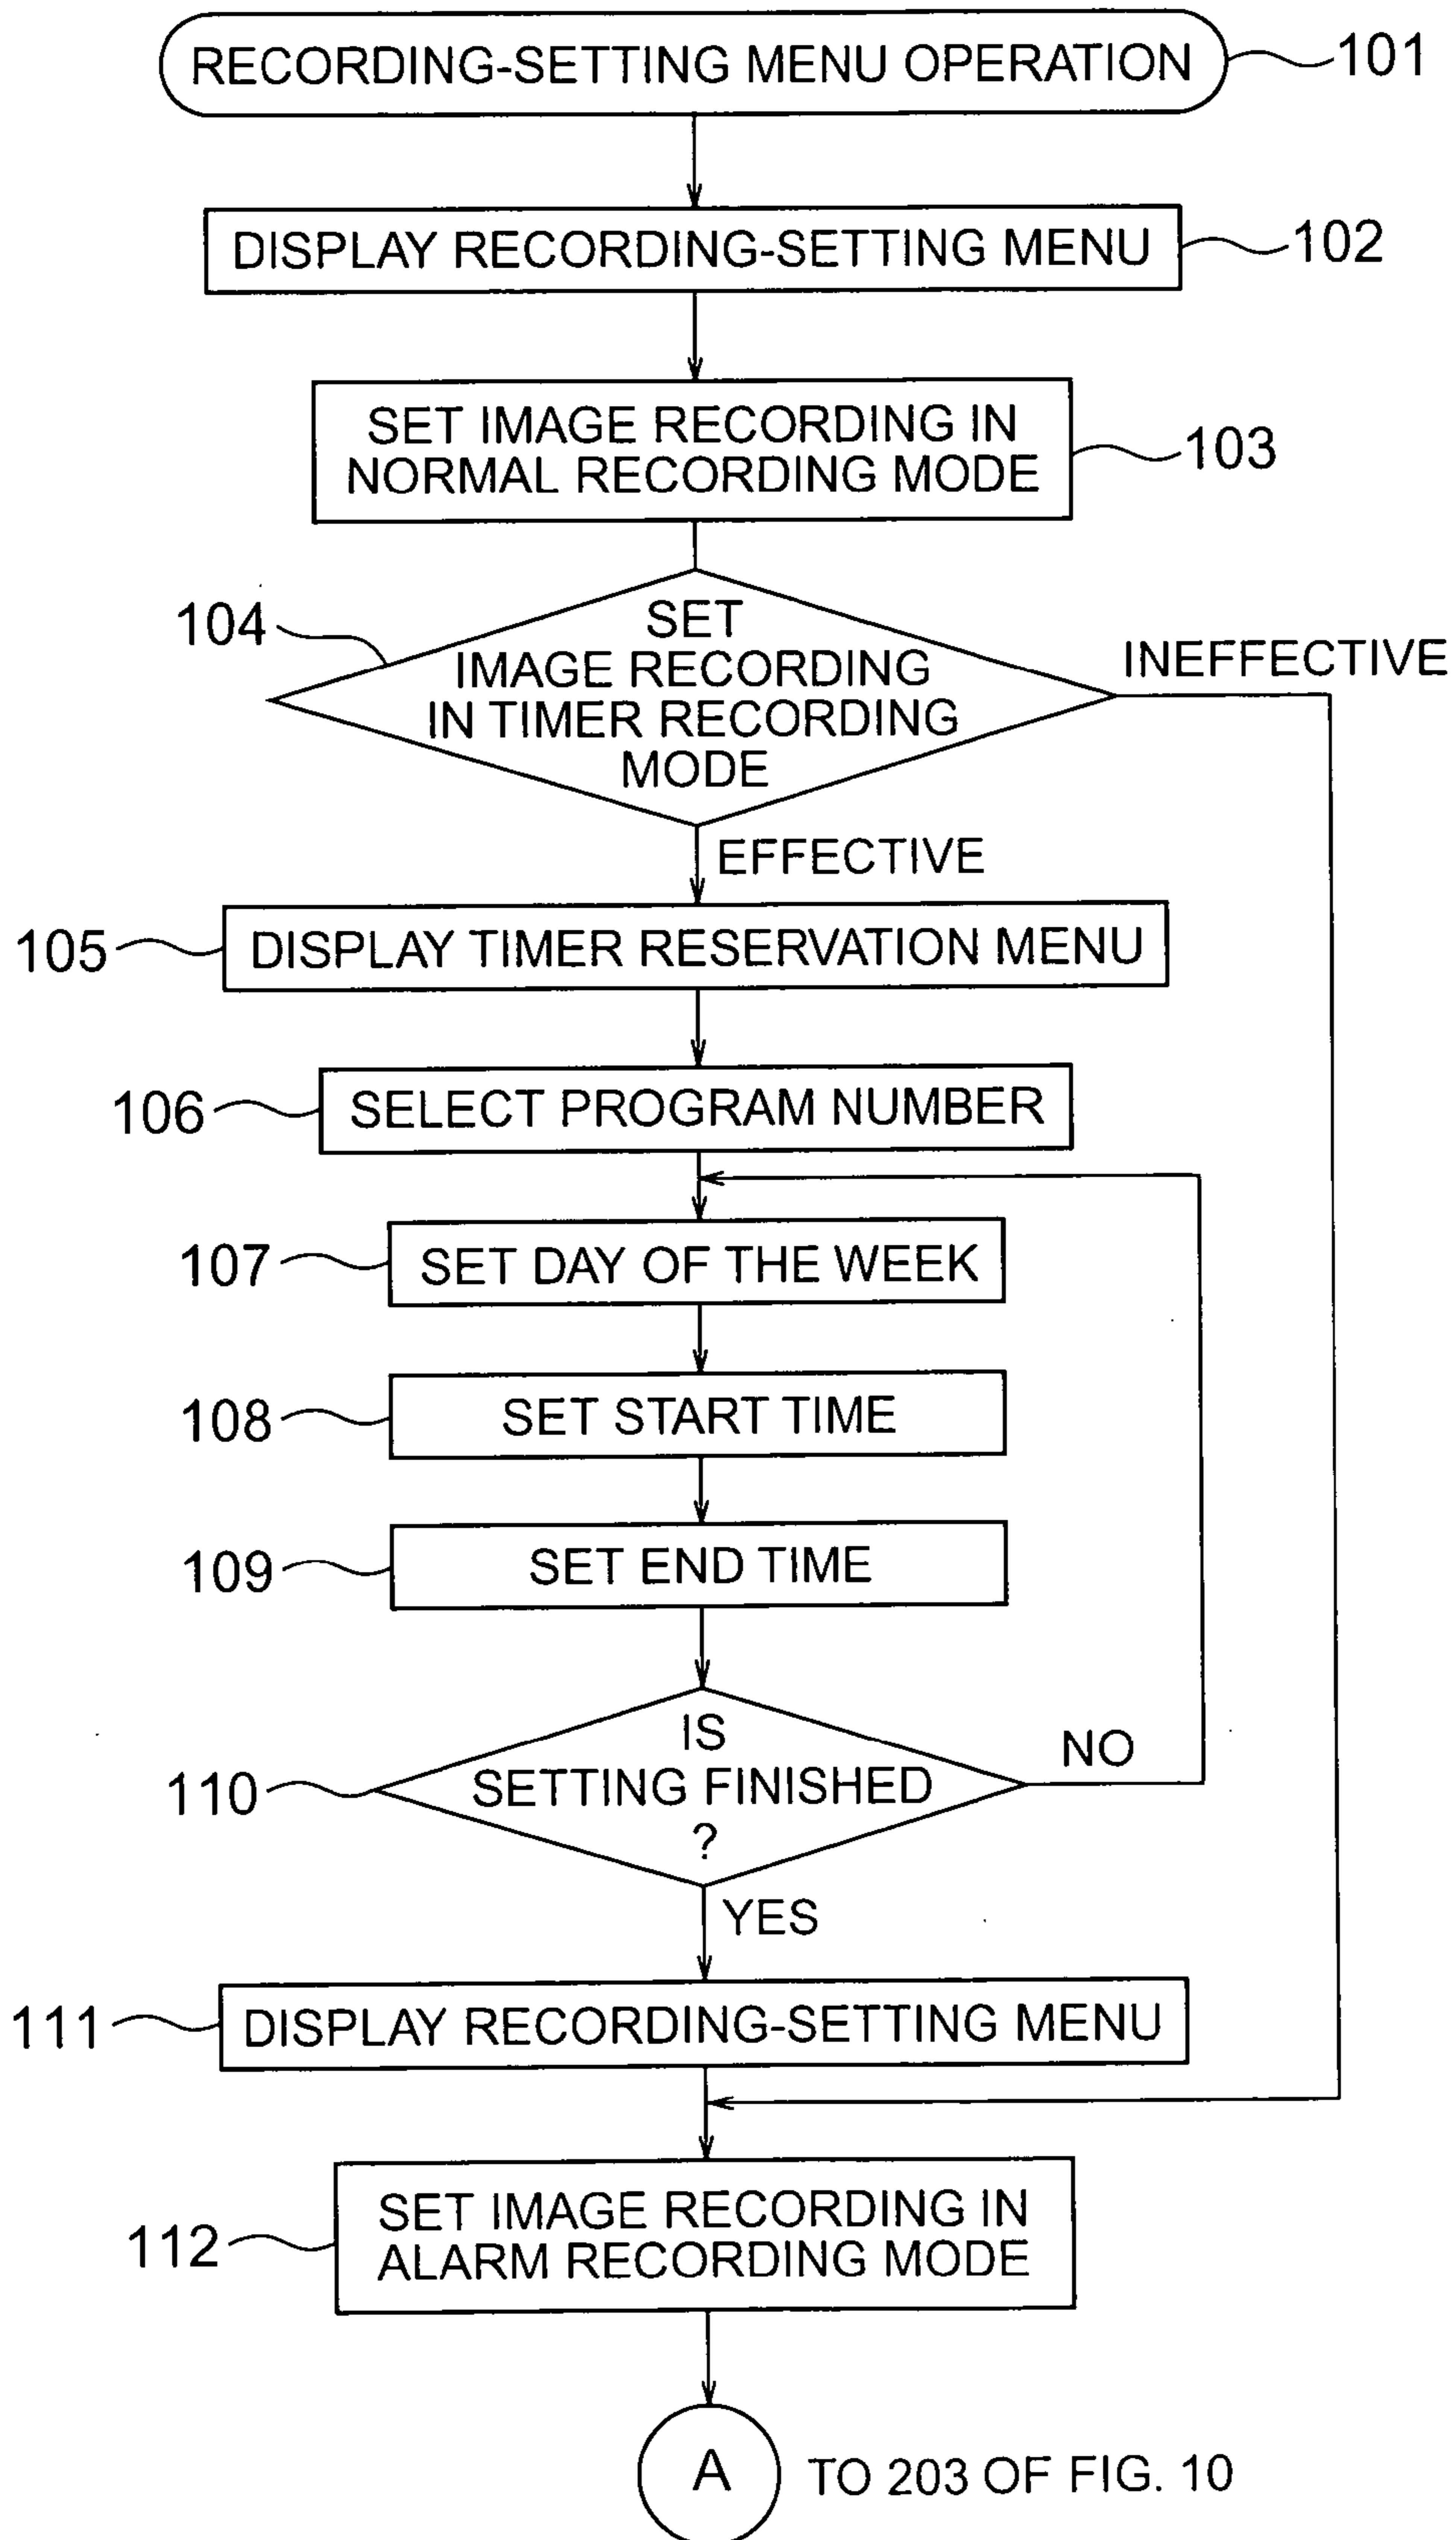 RECORDING-SETTING MENU OPERATION
101
DISPLAY RECORDING-SETTING MENU
102
SET IMAGE RECORDING IN
NORMAL RECORDING MODE
103
104
SET
IMAGE RECORDING
IN TIMER RECORDING
MODE
INEFFECTIVE
EFFECTIVE
105
DISPLAY TIMER RESERVATION MENU
106
SELECT PROGRAM NUMBER
107
SET DAY OF THE WEEK
108
SET START TIME
109
SET END TIME
110
IS
SETTING FINISHED
?
NO
YES
111
DISPLAY RECORDING-SETTING MENU
112
SET IMAGE RECORDING IN
ALARM RECORDING MODE
A
TO 203 OF FIG. 10